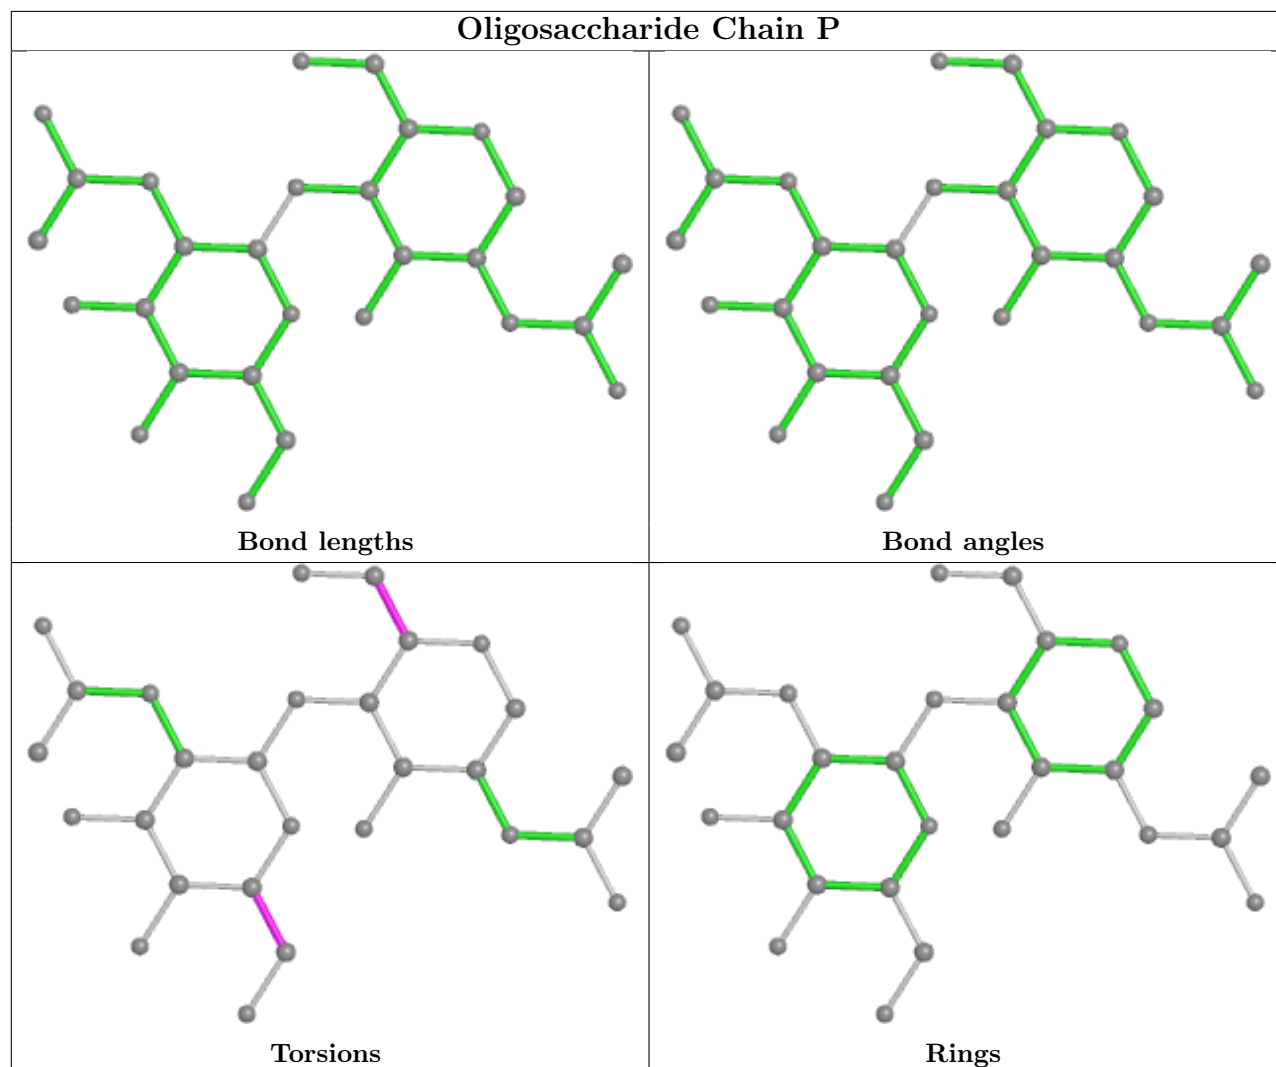 Oligosaccharide Chain P
Bond lengths
Bond angles
Torsions
Rings